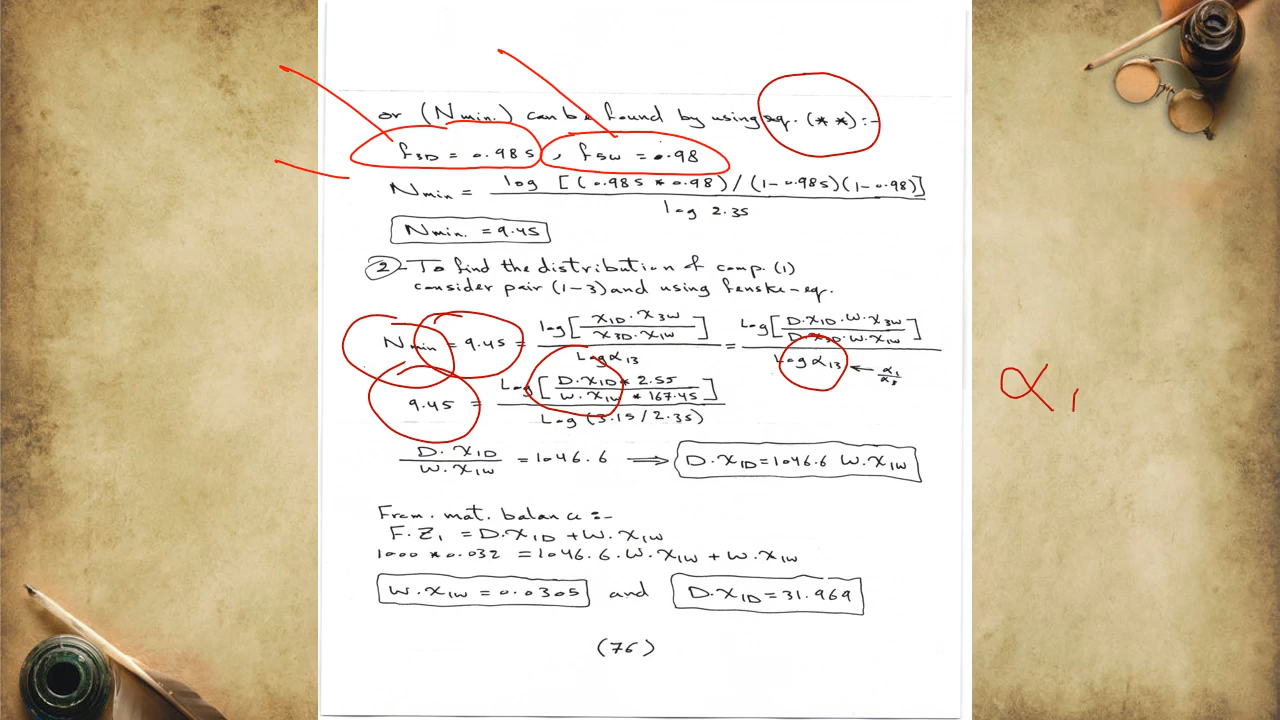 or (Nmin.) can be found by using eq. (* *) :-
f3D = 0.985 , f5W = 0.98
Nmin = log [(0.985 * 0.98) / (1-0.985)(1-0.98)] / log 2.35
Nmin. = 9.45
2 - To find the distribution of comp. (1)
consider pair (1-3) and using fenske-eq.
Nmin = 9.45 = log [ X1D . X3W / X3D . X1W ] / Log α13 = Log [ D.X1D . W.X3W / D.X3D . W.X1W ] / Log α13 ← α1/α3
9.45 = Log [ D.X1D * 2.55 / W.X1W * 167.45 ] / Log (3.15 / 2.35)
α1
D.X1D / W.X1W = 1046.6 ⟹ D.X1D = 1046.6 W.X1W
From. mat. balance :-
F.Z1 = D.X1D + W.X1W
1000 * 0.032 = 1046.6 . W.X1W + W.X1W
W.X1W = 0.0305 and D.X1D = 31.969
(76)